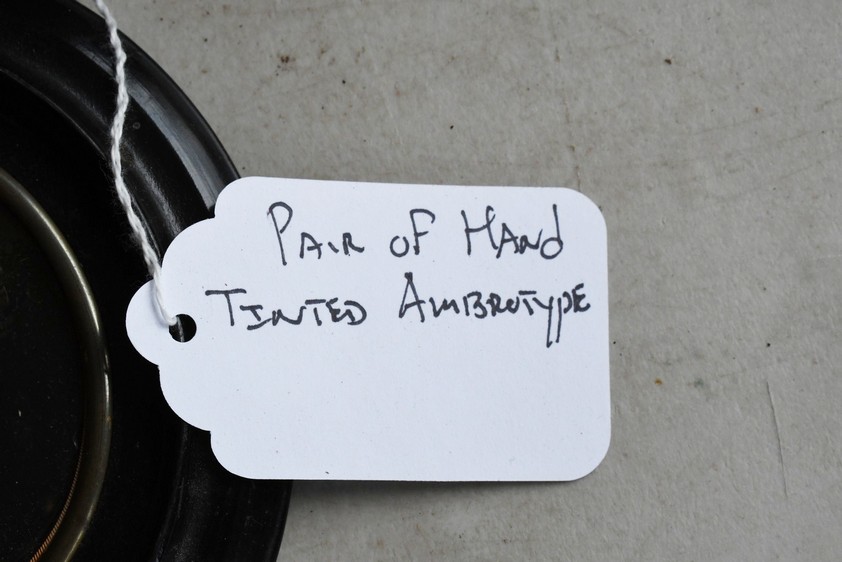 Pair of Hand
Tinted Ambrotype